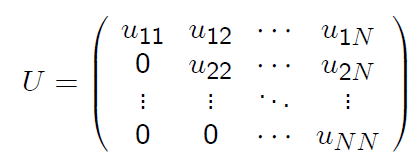 u11 u12 ⋯ u1N
0 u22 ⋯ u2N
U =
⋮ ⋮ ⋱ ⋮
0 0 ⋯ uNN